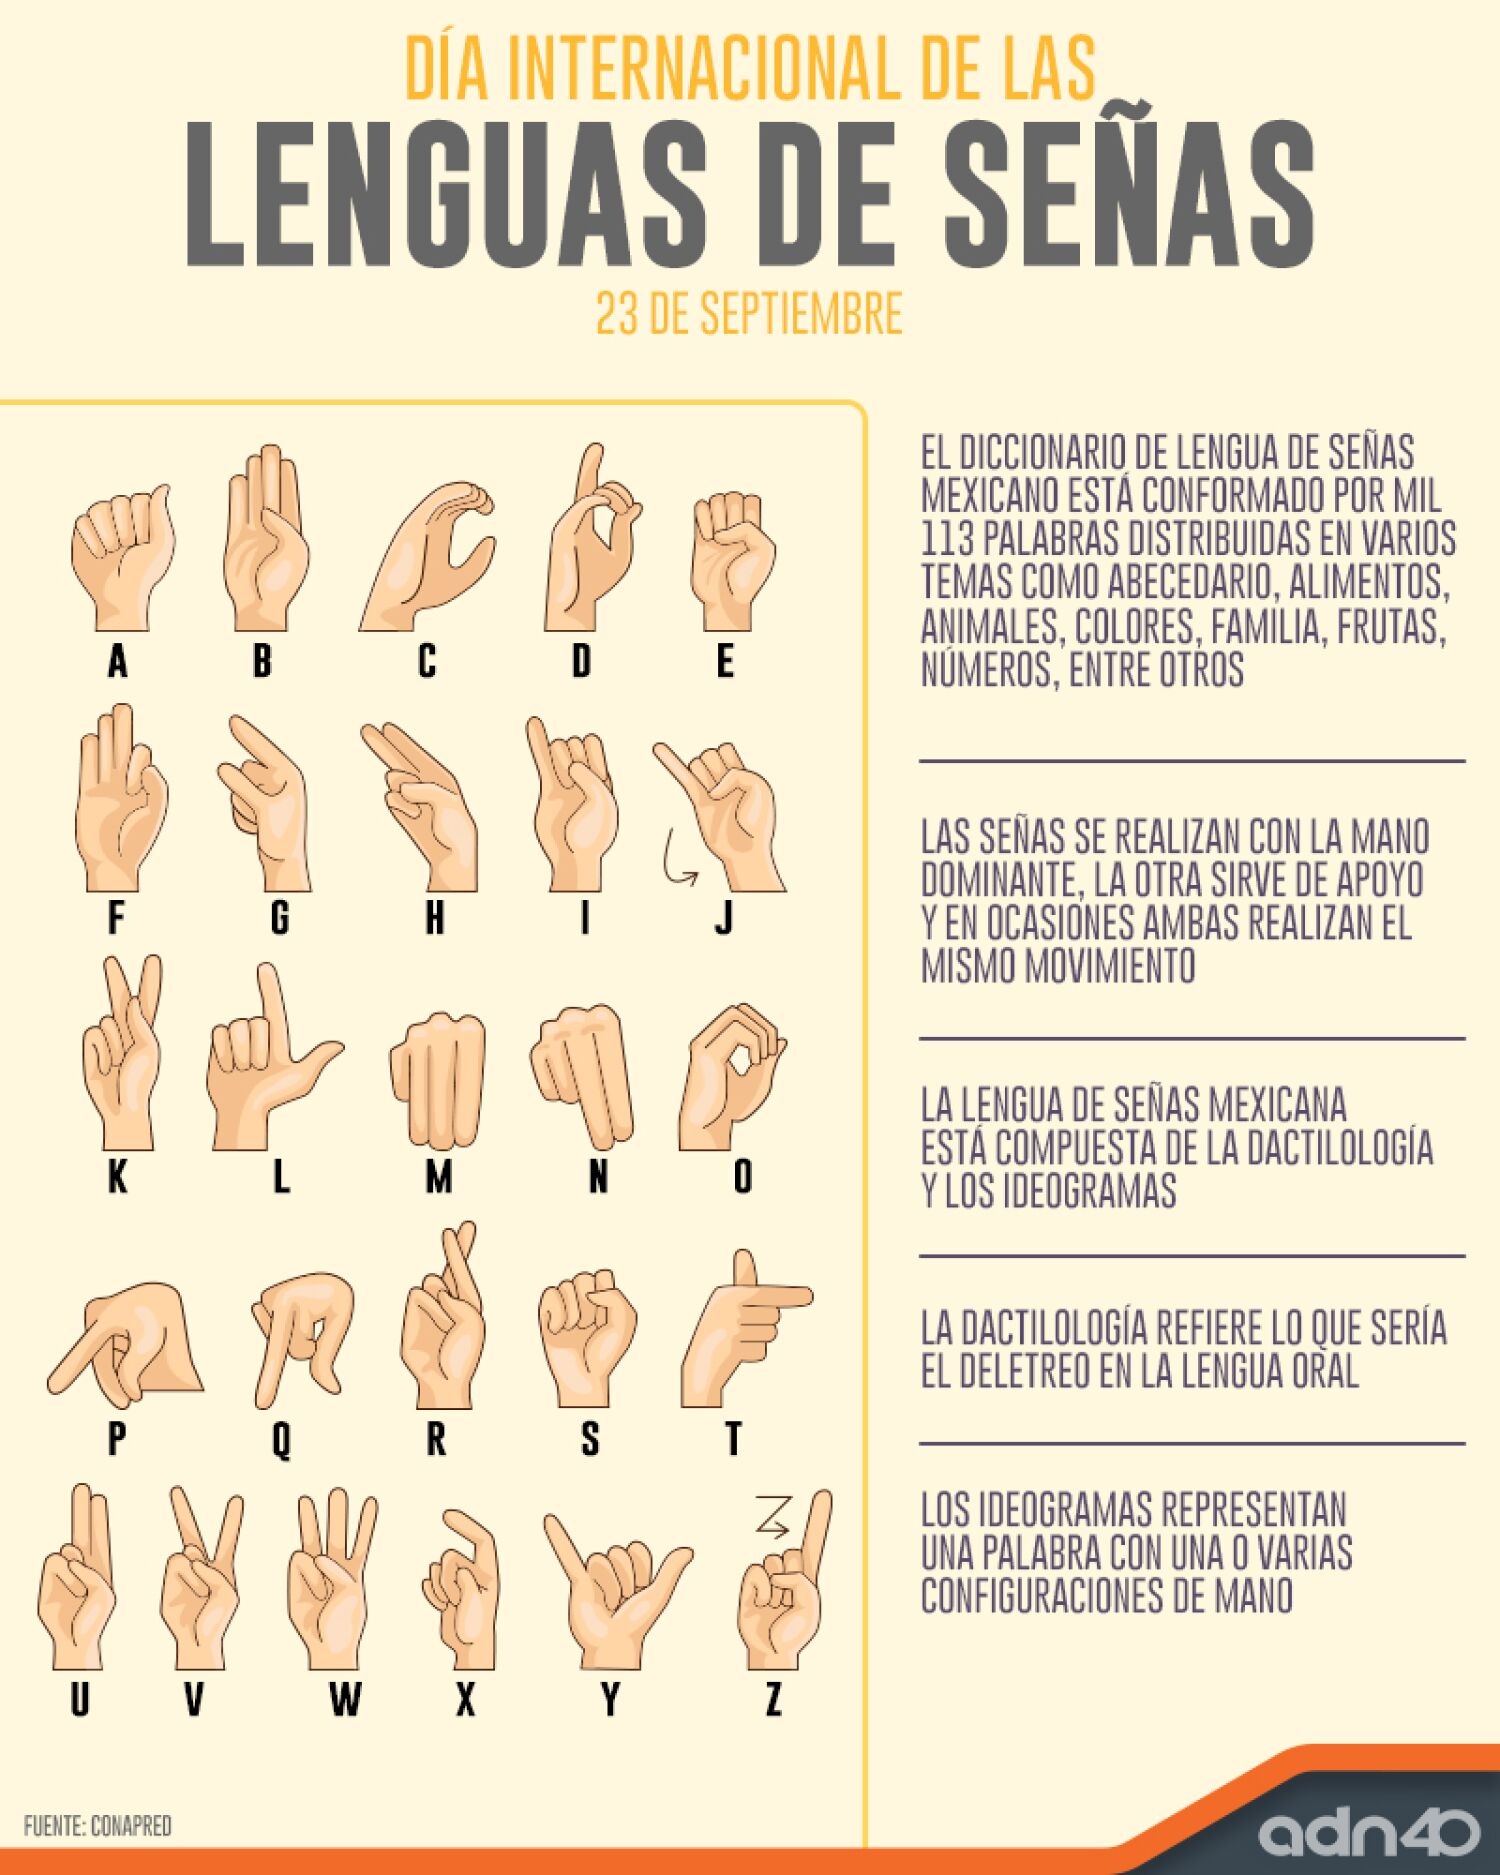 DÍA INTERNACIONAL DE LAS
LENGUAS DE SEÑAS
23 DE SEPTIEMBRE
A B C D E
F G H I J
K L M N O
P Q R S T
U V W X Y Z
EL DICCIONARIO DE LENGUA DE SEÑAS
MEXICANO ESTÁ CONFORMADO POR MIL
113 PALABRAS DISTRIBUIDAS EN VARIOS
TEMAS COMO ABECEDARIO, ALIMENTOS,
ANIMALES, COLORES, FAMILIA, FRUTAS,
NÚMEROS, ENTRE OTROS
LAS SEÑAS SE REALIZAN CON LA MANO
DOMINANTE, LA OTRA SIRVE DE APOYO
Y EN OCASIONES AMBAS REALIZAN EL
MISMO MOVIMIENTO
LA LENGUA DE SEÑAS MEXICANA
ESTÁ COMPUESTA DE LA DACTILOLOGÍA
Y LOS IDEOGRAMAS
LA DACTILOLOGÍA REFIERE LO QUE SERÍA
EL DELETREO EN LA LENGUA ORAL
LOS IDEOGRAMAS REPRESENTAN
UNA PALABRA CON UNA O VARIAS
CONFIGURACIONES DE MANO
FUENTE: CONAPRED
adn40